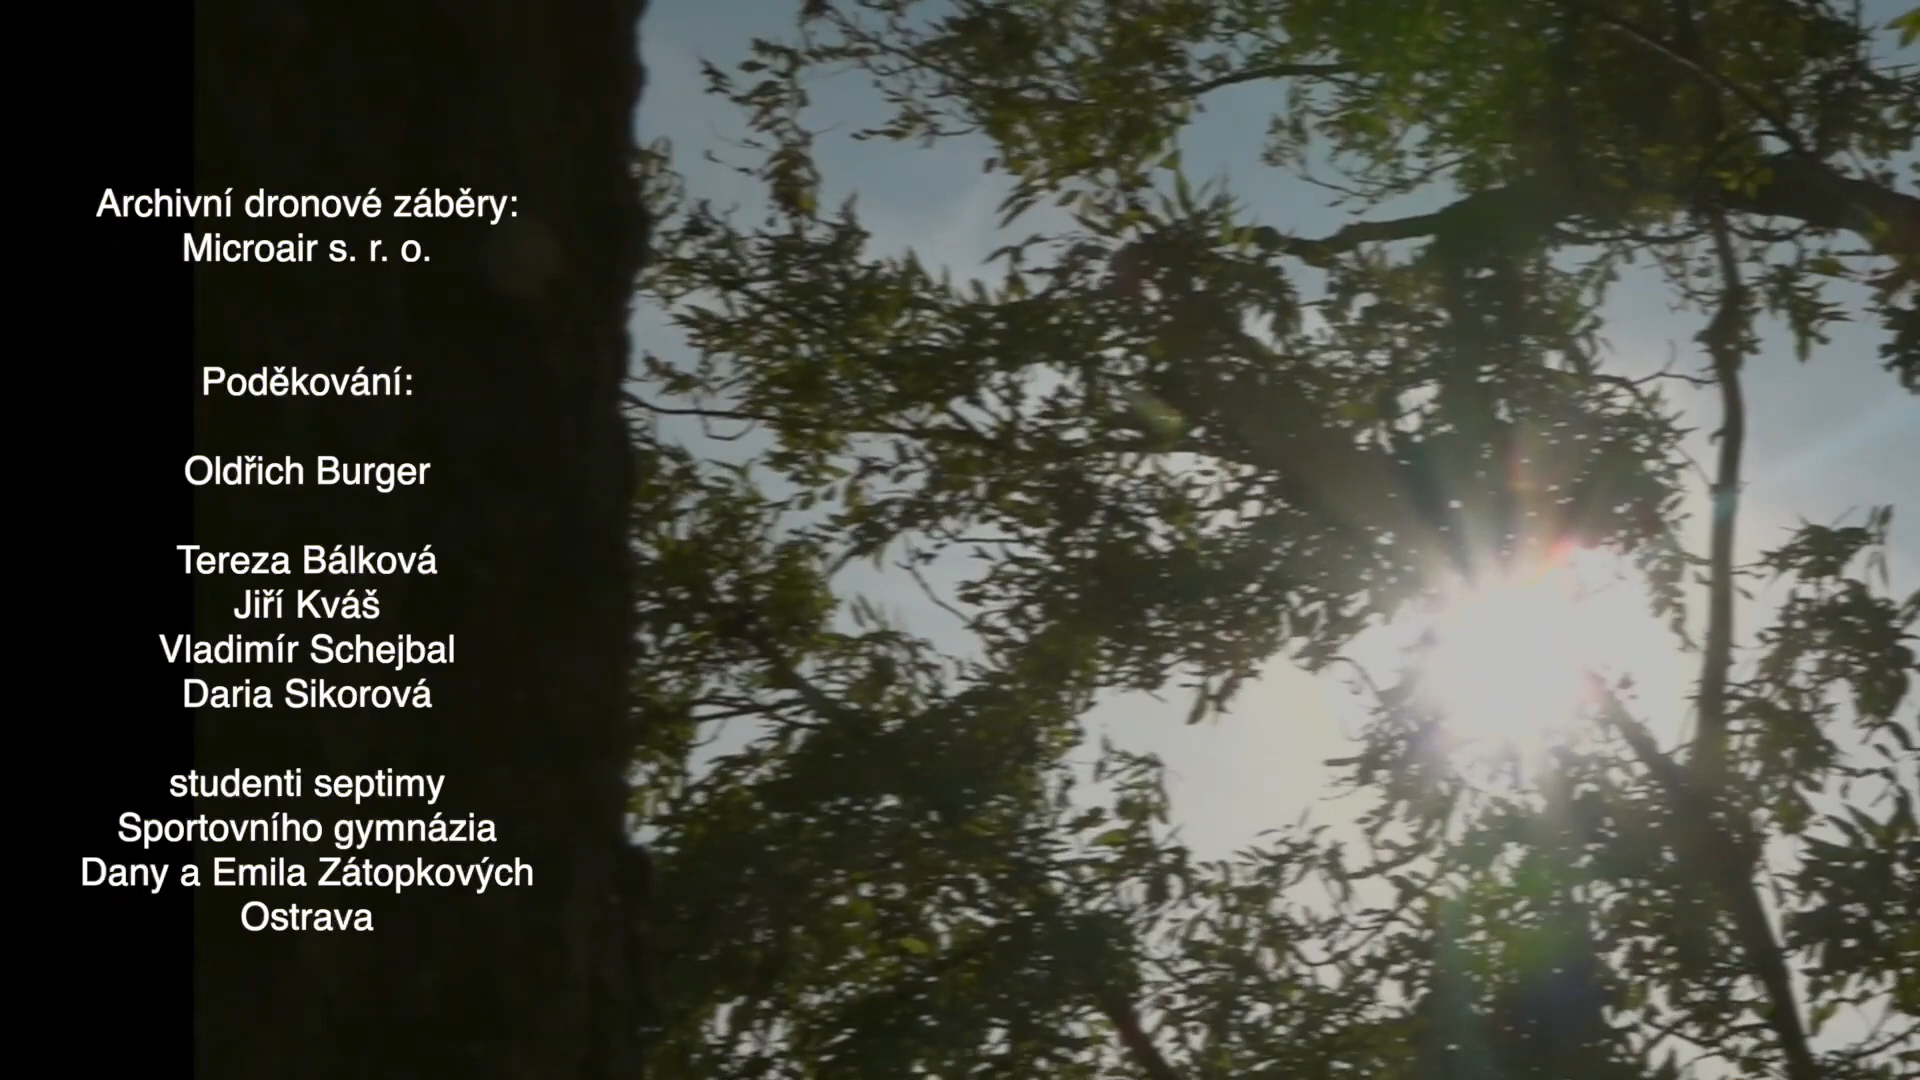 Archivní dronové záběry:
Microair s. r. o.
Poděkování:
Oldřich Burger
Tereza Bálková
Jiří Kváš
Vladimír Schejbal
Daria Sikorová
studenti septimy
Sportovního gymnázia
Dany a Emila Zátopkových
Ostrava